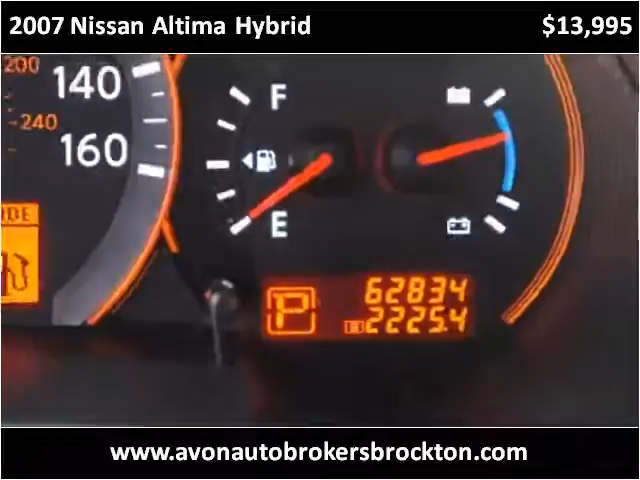 2007 Nissan Altima Hybrid $13,995
200
140
240
160
F
E
P
62834
2225.4
www.avonautobrokersbrockton.com